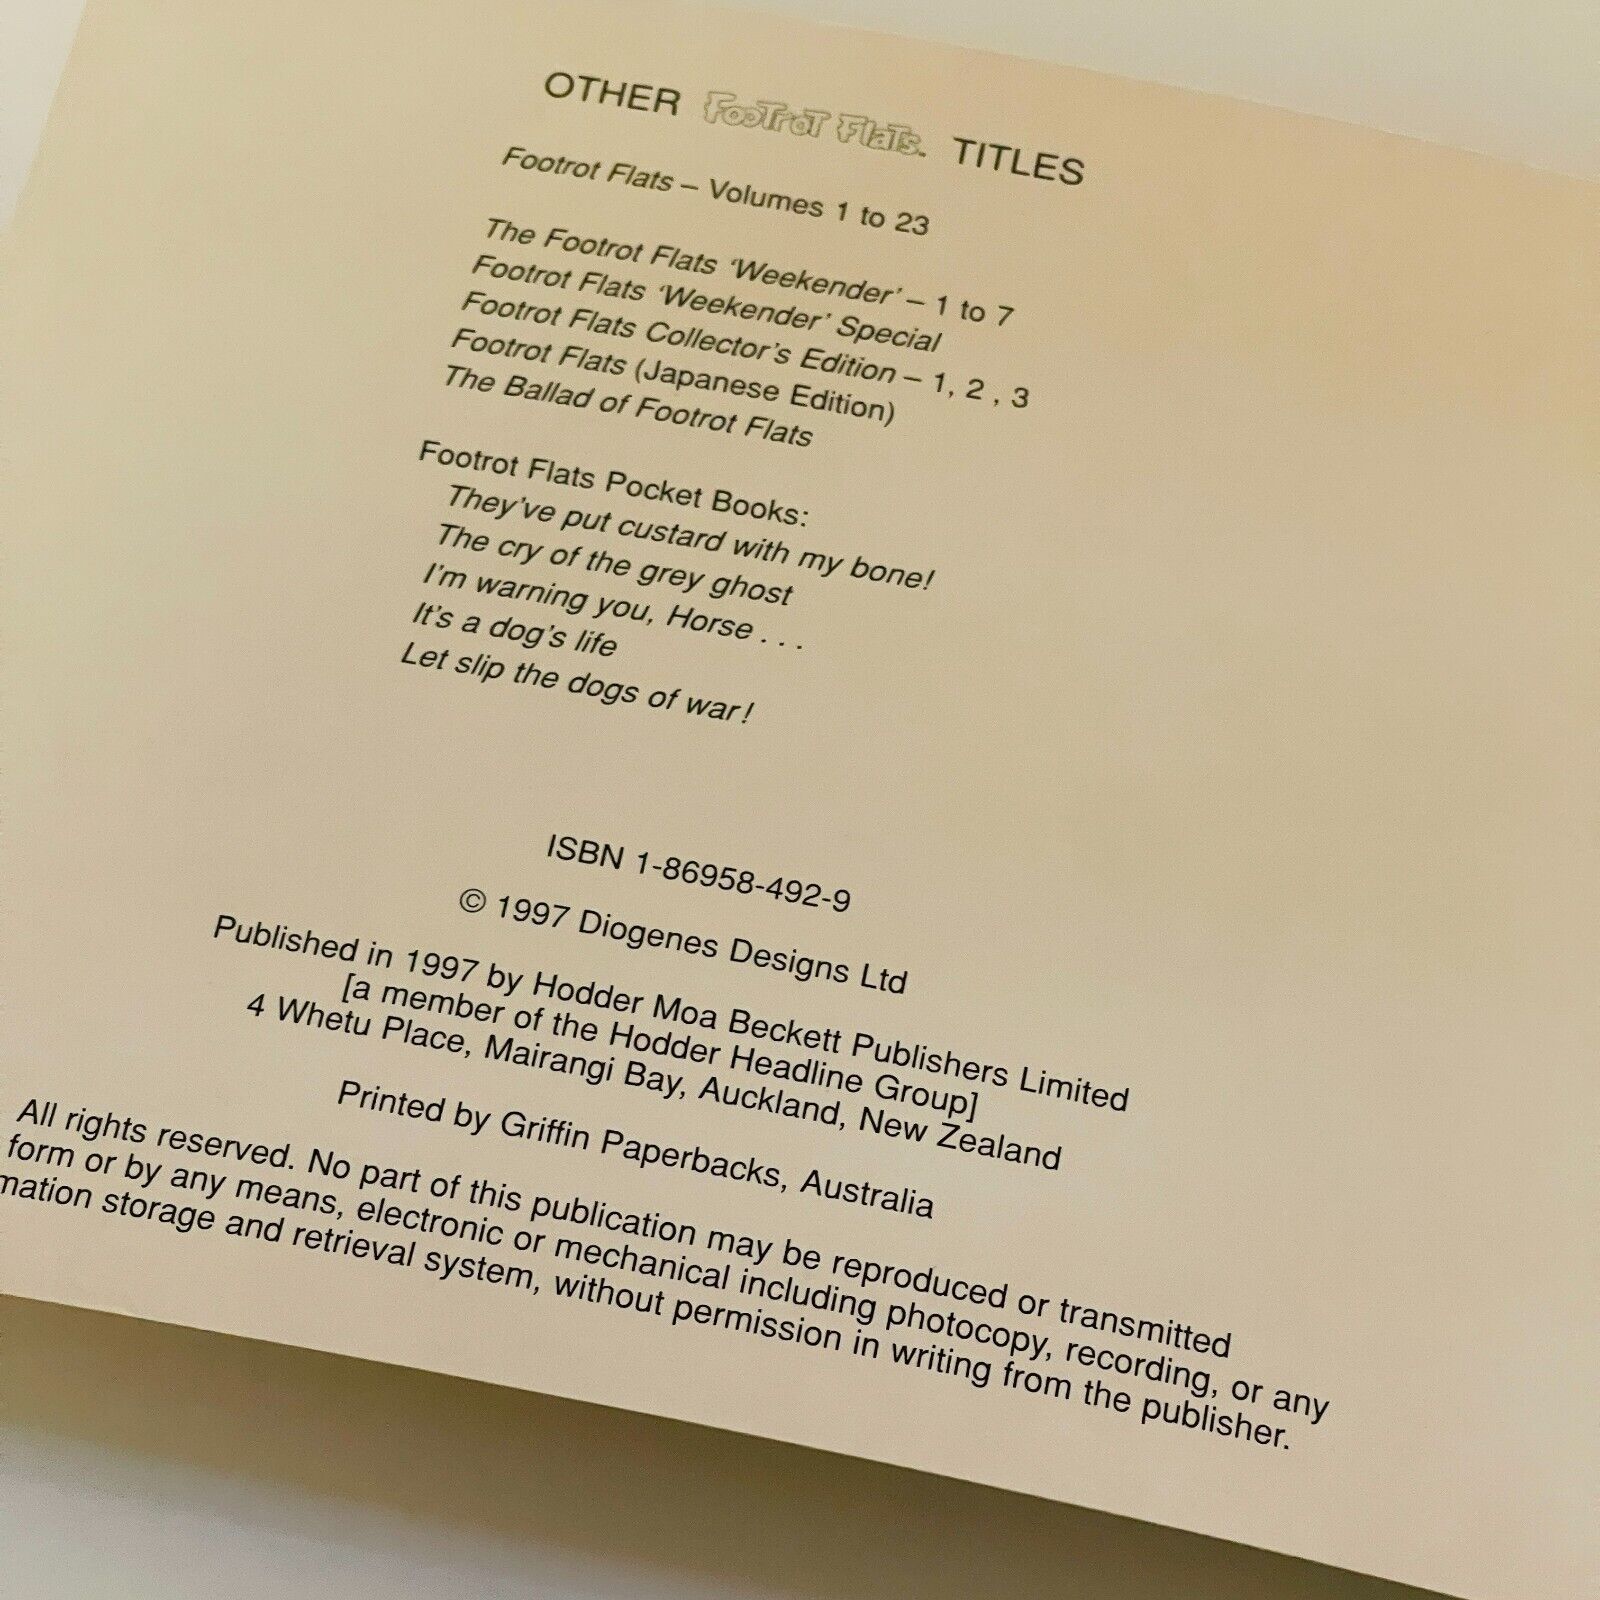 OTHER FooTroT FlaTs. TITLES
Footrot Flats – Volumes 1 to 23
The Footrot Flats ‘Weekender’ – 1 to 7
Footrot Flats ‘Weekender’ Special
Footrot Flats Collector’s Edition – 1, 2 , 3
Footrot Flats (Japanese Edition)
The Ballad of Footrot Flats
Footrot Flats Pocket Books:
They’ve put custard with my bone!
The cry of the grey ghost
I’m warning you, Horse . . .
It’s a dog’s life
Let slip the dogs of war!
ISBN 1-86958-492-9
© 1997 Diogenes Designs Ltd
Published in 1997 by Hodder Moa Beckett Publishers Limited
[a member of the Hodder Headline Group]
4 Whetu Place, Mairangi Bay, Auckland, New Zealand
Printed by Griffin Paperbacks, Australia
All rights reserved. No part of this publication may be reproduced or transmitted
form or by any means, electronic or mechanical including photocopy, recording, or any
mation storage and retrieval system, without permission in writing from the publisher.